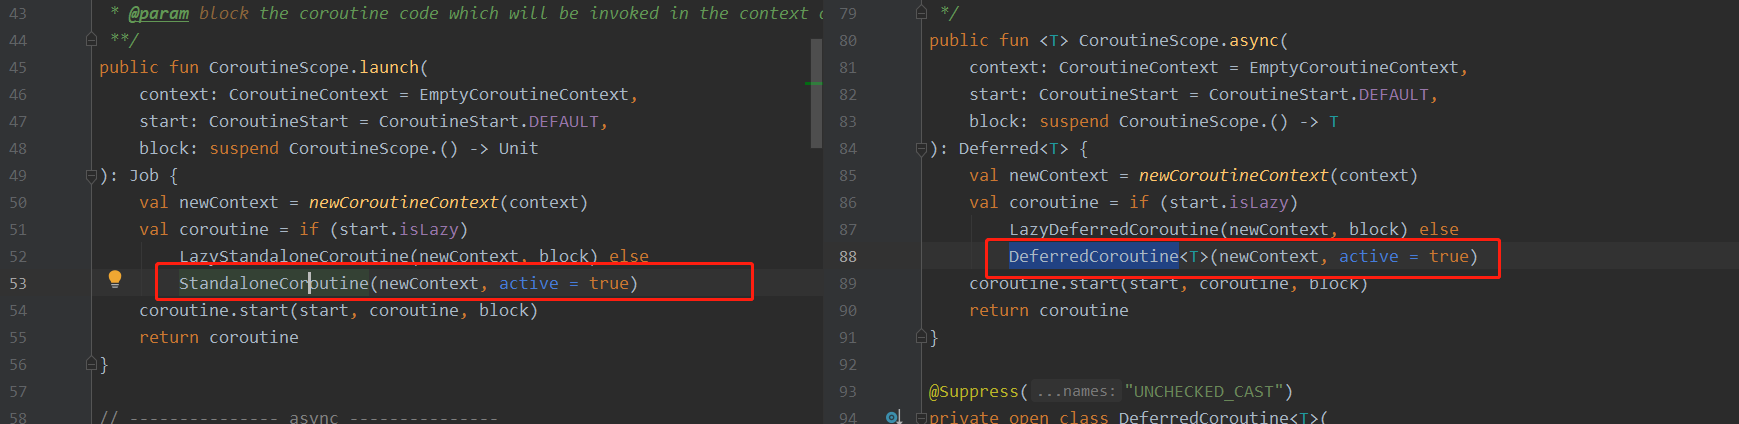 43 * @param block the coroutine code which will be invoked in the context
44 **/
45 public fun CoroutineScope.launch(
46 context: CoroutineContext = EmptyCoroutineContext,
47 start: CoroutineStart = CoroutineStart.DEFAULT,
48 block: suspend CoroutineScope.() -> Unit
49 ): Job {
50 val newContext = newCoroutineContext(context)
51 val coroutine = if (start.isLazy)
52 LazyStandaloneCoroutine(newContext, block) else
53 StandaloneCoroutine(newContext, active = true)
54 coroutine.start(start, coroutine, block)
55 return coroutine
56 }
57
58 // --------------- async ---------------
79 */
80 public fun <T> CoroutineScope.async(
81 context: CoroutineContext = EmptyCoroutineContext,
82 start: CoroutineStart = CoroutineStart.DEFAULT,
83 block: suspend CoroutineScope.() -> T
84 ): Deferred<T> {
85 val newContext = newCoroutineContext(context)
86 val coroutine = if (start.isLazy)
87 LazyDeferredCoroutine(newContext, block) else
88 DeferredCoroutine<T>(newContext, active = true)
89 coroutine.start(start, coroutine, block)
90 return coroutine
91 }
92
93 @Suppress( ...names: "UNCHECKED_CAST")
94 private open class DeferredCoroutine<T>(